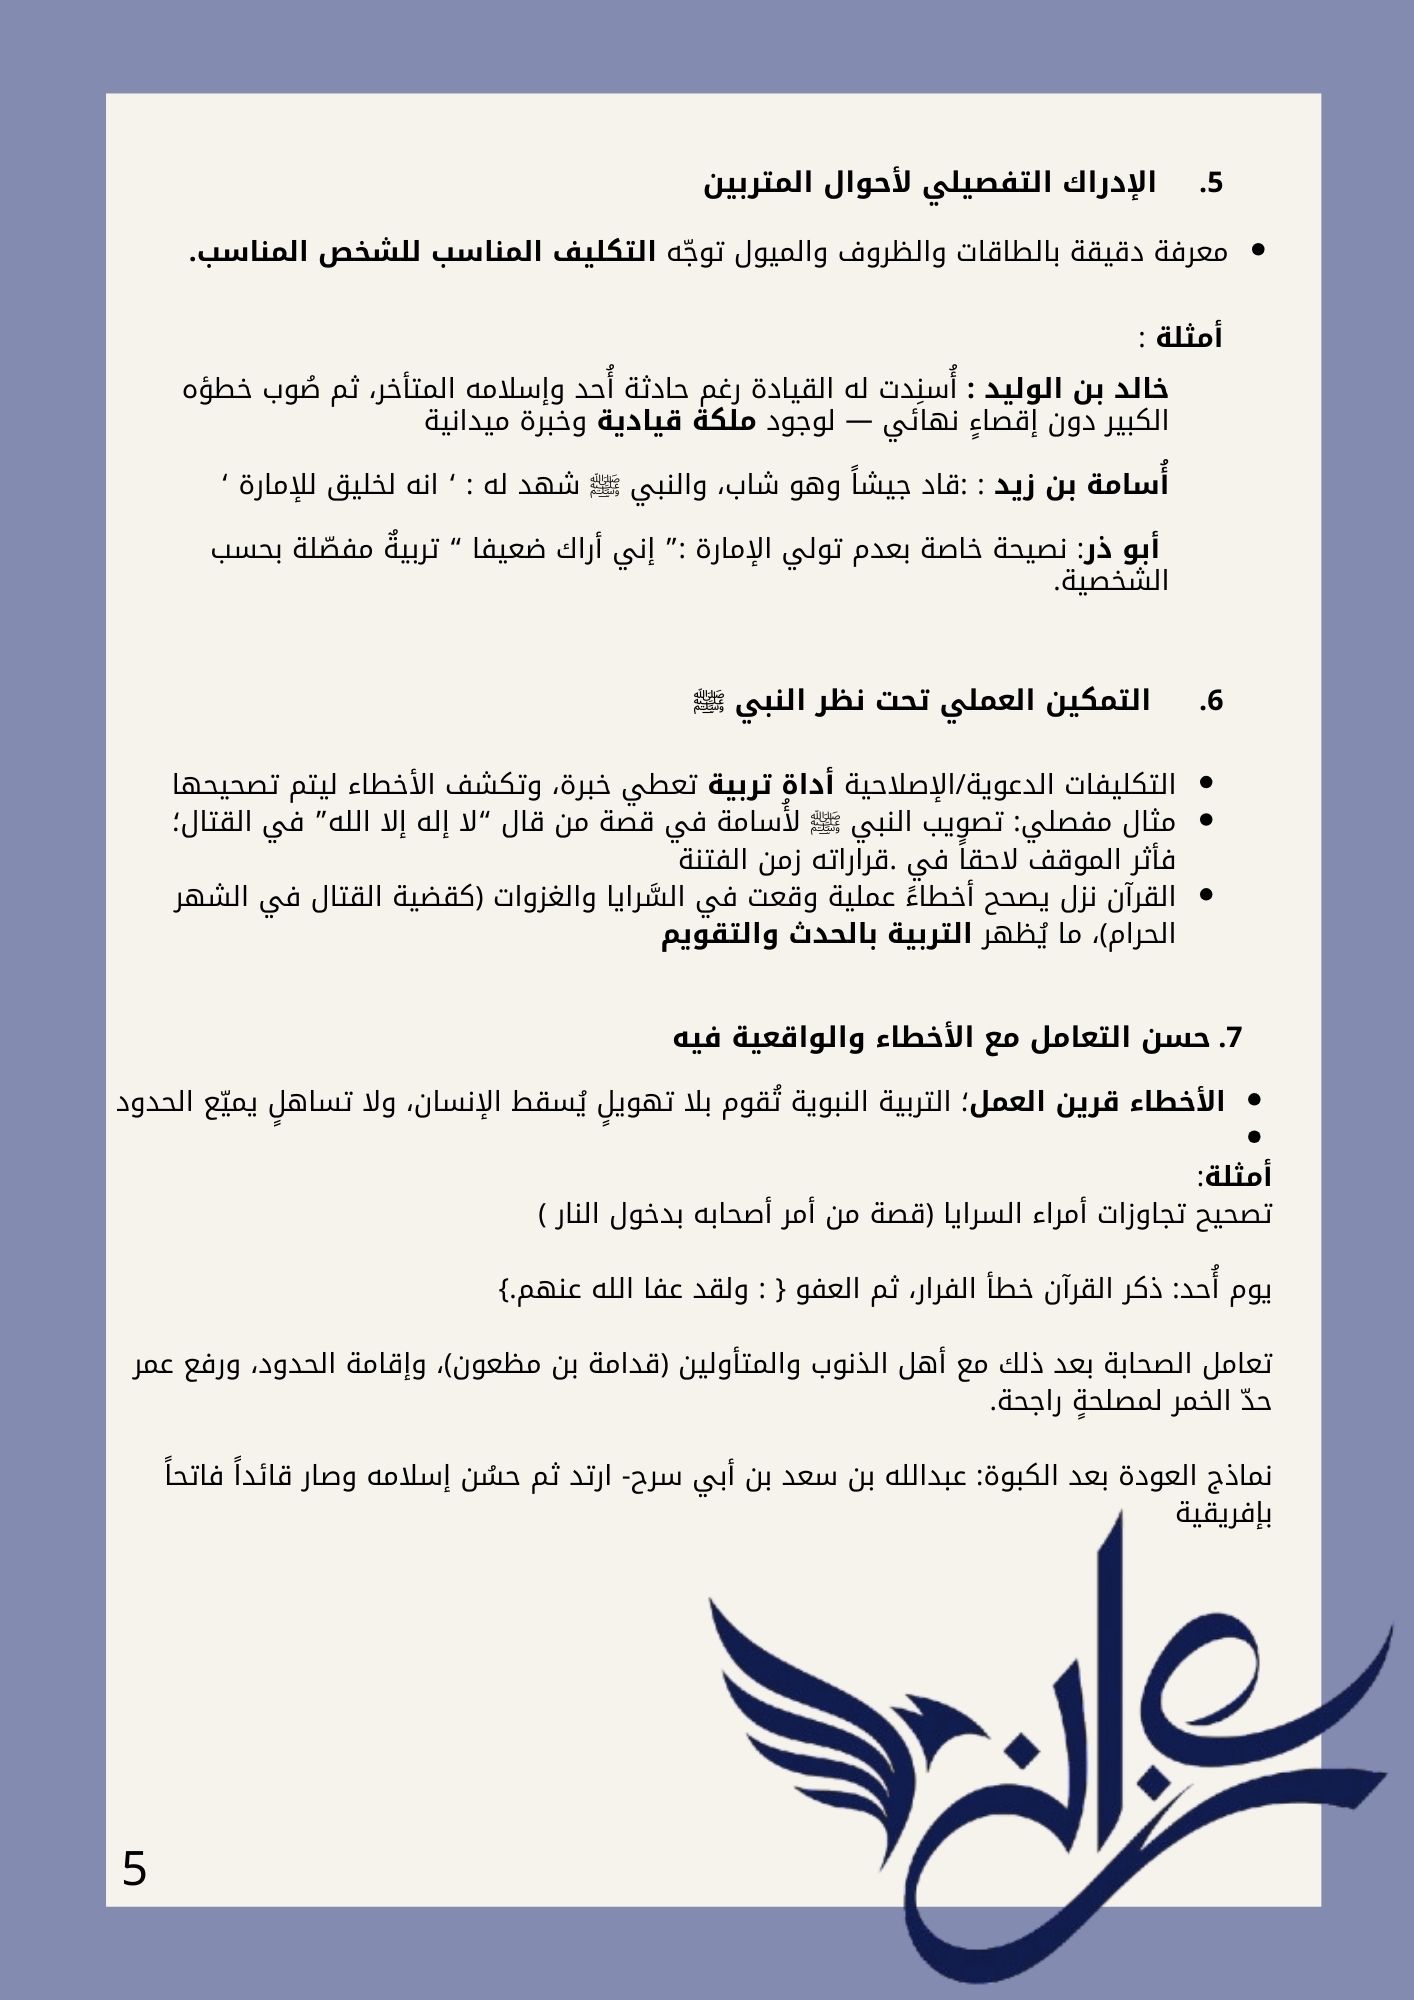 5. الإدراك التفصيلي لأحوال المتربين
● معرفة دقيقة بالطاقات والظروف والميول توجّه التكليف المناسب للشخص المناسب.
أمثلة :
خالد بن الوليد : أُسنِدت له القيادة رغم حادثة أُحد وإسلامه المتأخر، ثم صُوب خطؤه
الكبير دون إقصاءٍ نهائي — لوجود ملكة قيادية وخبرة ميدانية
أُسامة بن زيد : :قاد جيشاً وهو شاب، والنبي ﷺ شهد له : ‘ انه لخليق للإمارة ‘
أبو ذر: نصيحة خاصة بعدم تولي الإمارة :” إني أراك ضعيفا “ تربيةٌ مفصّلة بحسب
الشخصية.
6. التمكين العملي تحت نظر النبي ﷺ
● التكليفات الدعوية/الإصلاحية أداة تربية تعطي خبرة، وتكشف الأخطاء ليتم تصحيحها
● مثال مفصلي: تصويب النبي ﷺ لأُسامة في قصة من قال “لا إله إلا الله” في القتال؛
فأثر الموقف لاحقاً في .قراراته زمن الفتنة
● القرآن نزل يصحح أخطاءً عملية وقعت في السَّرايا والغزوات (كقضية القتال في الشهر
الحرام)، ما يُظهر التربية بالحدث والتقويم
7. حسن التعامل مع الأخطاء والواقعية فيه
● الأخطاء قرين العمل؛ التربية النبوية تُقوم بلا تهويلٍ يُسقط الإنسان، ولا تساهلٍ يميّع الحدود
●
أمثلة:
تصحيح تجاوزات أمراء السرايا (قصة من أمر أصحابه بدخول النار )
يوم أُحد: ذكر القرآن خطأ الفرار، ثم العفو { : ولقد عفا الله عنهم.}
تعامل الصحابة بعد ذلك مع أهل الذنوب والمتأولين (قدامة بن مظعون)، وإقامة الحدود، ورفع عمر
حدّ الخمر لمصلحةٍ راجحة.
نماذج العودة بعد الكبوة: عبدالله بن سعد بن أبي سرح- ارتد ثم حسُن إسلامه وصار قائداً فاتحاً
بإفريقية
5